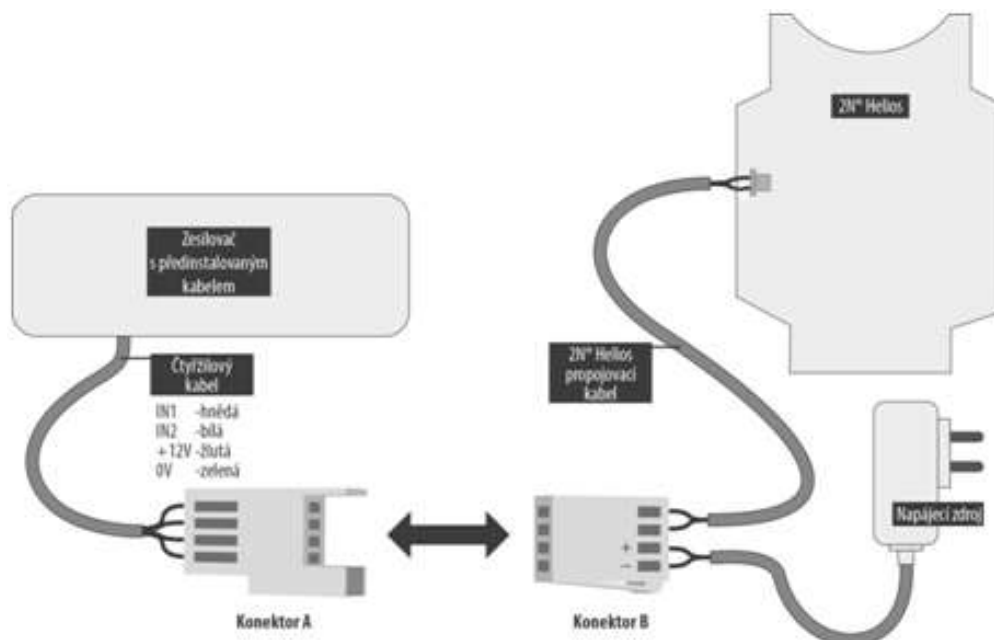 2N® Helios
Zesilovač
s předinstalovaným
kabelem
Čtyřžilový
kabel
IN1 -hnědá
IN2 -bílá
+12V -žlutá
0V -zelená
2N® Helios
propojovací
kabel
Napájecí zdroj
+
−
Konektor A
Konektor B